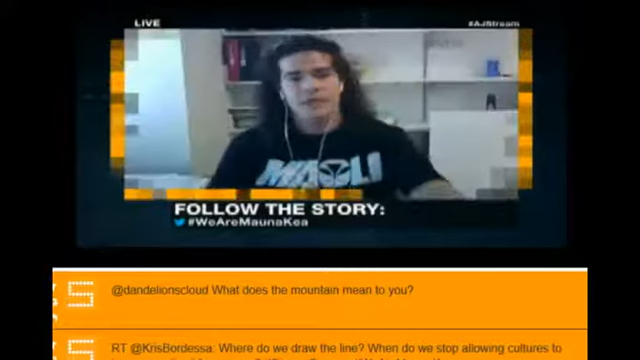 LIVE
#AJStream
MAOLI
FOLLOW THE STORY:
#WeAreMaunaKea
@dandelionscloud What does the mountain mean to you?
RT @KrisBordessa: Where do we draw the line? When do we stop allowing cultures to